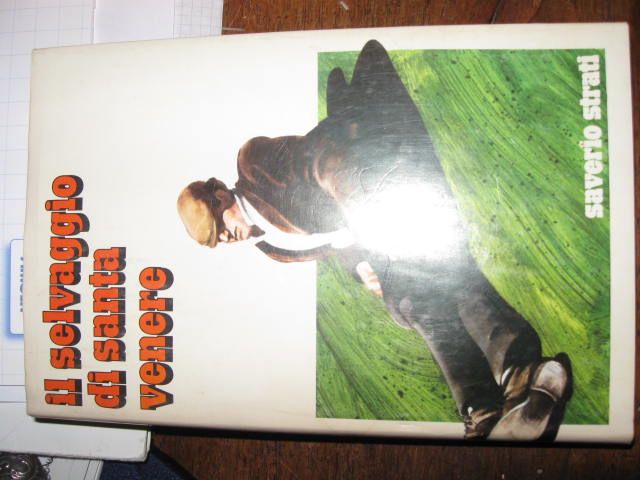 il selvaggio
di santa
venere
saverio strati